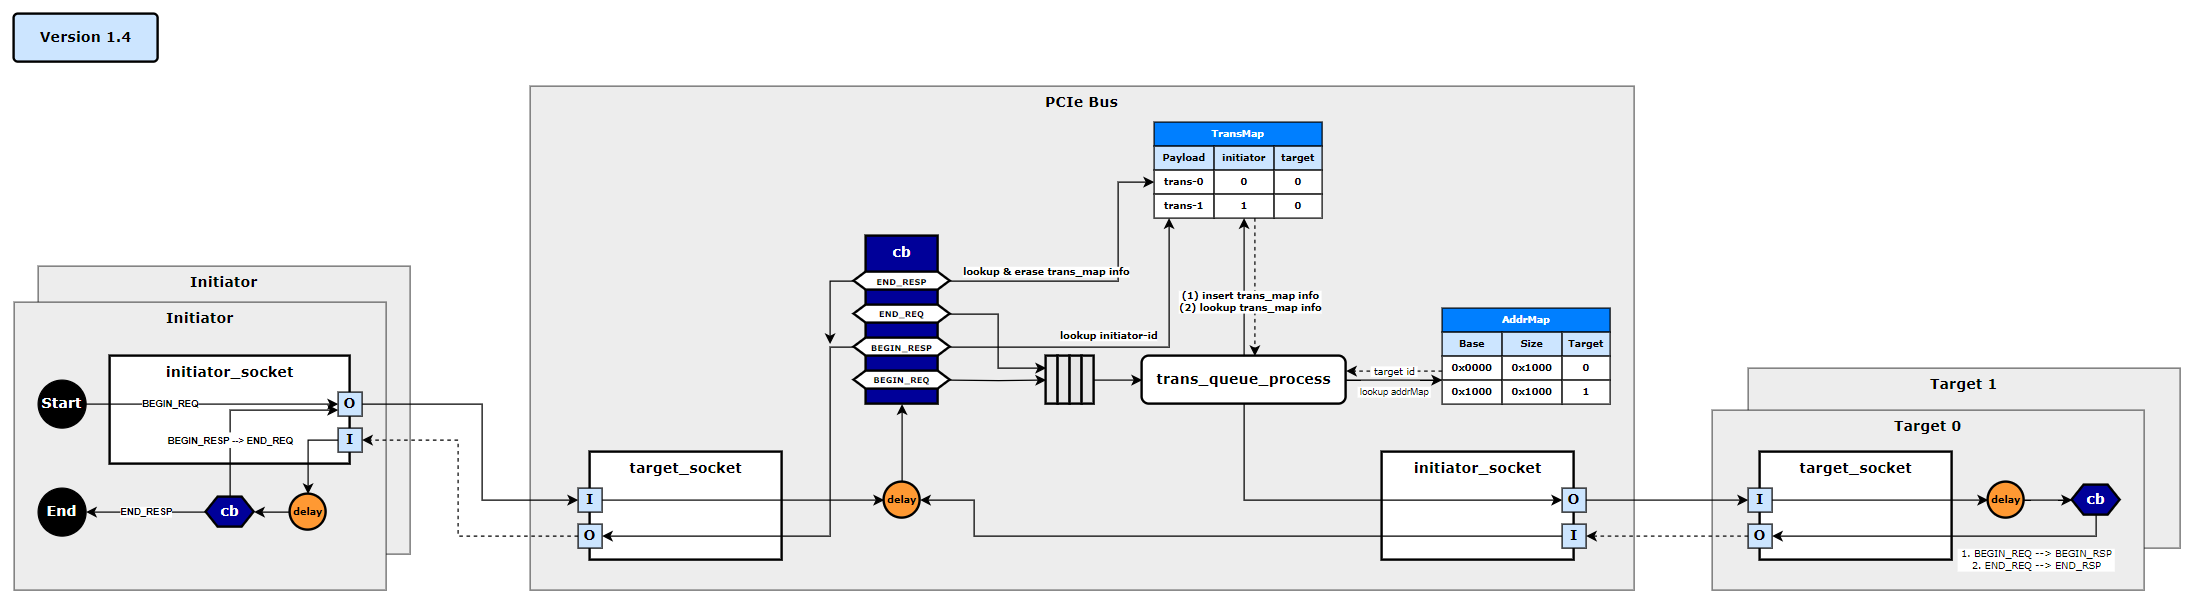 Version 1.4
PCIe Bus
TransMap
Payload initiator target
trans-0 0 0
trans-1 1 0
cb
END_RESP
END_REQ
BEGIN_RESP
BEGIN_REQ
lookup & erase trans_map info
(1) insert trans_map info
(2) lookup trans_map info
lookup initiator-id
trans_queue_process
target id
lookup addrMap
AddrMap
Base Size Target
0x0000 0x1000 0
0x1000 0x1000 1
Initiator
Initiator
initiator_socket
Start
BEGIN_REQ
O
BEGIN_RESP --> END_REQ
I
End
END_RESP
cb
delay
target_socket
I
O
delay
initiator_socket
O
I
Target 1
Target 0
target_socket
I
O
delay
cb
1. BEGIN_REQ --> BEGIN_RSP
2. END_REQ --> END_RSP